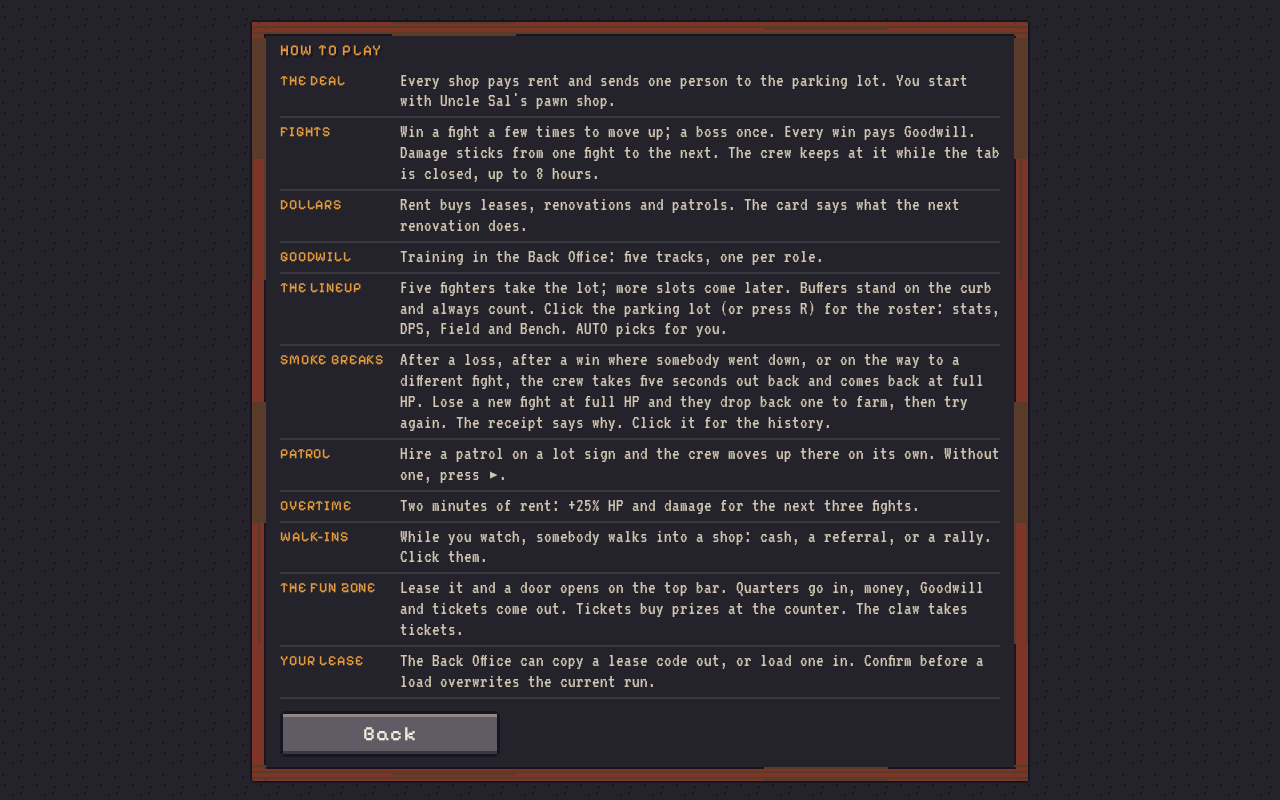 HOW TO PLAY
THE DEAL
Every shop pays rent and sends one person to the parking lot. You start
with Uncle Sal's pawn shop.
FIGHTS
Win a fight a few times to move up; a boss once. Every win pays Goodwill.
Damage sticks from one fight to the next. The crew keeps at it while the tab
is closed, up to 8 hours.
DOLLARS
Rent buys leases, renovations and patrols. The card says what the next
renovation does.
GOODWILL
Training in the Back Office: five tracks, one per role.
THE LINEUP
Five fighters take the lot; more slots come later. Buffers stand on the curb
and always count. Click the parking lot (or press R) for the roster: stats,
DPS, Field and Bench. AUTO picks for you.
SMOKE BREAKS
After a loss, after a win where somebody went down, or on the way to a
different fight, the crew takes five seconds out back and comes back at full
HP. Lose a new fight at full HP and they drop back one to farm, then try
again. The receipt says why. Click it for the history.
PATROL
Hire a patrol on a lot sign and the crew moves up there on its own. Without
one, press ►.
OVERTIME
Two minutes of rent: +25% HP and damage for the next three fights.
WALK-INS
While you watch, somebody walks into a shop: cash, a referral, or a rally.
Click them.
THE FUN ZONE
Lease it and a door opens on the top bar. Quarters go in, money, Goodwill
and tickets come out. Tickets buy prizes at the counter. The claw takes
tickets.
YOUR LEASE
The Back Office can copy a lease code out, or load one in. Confirm before a
load overwrites the current run.
Back